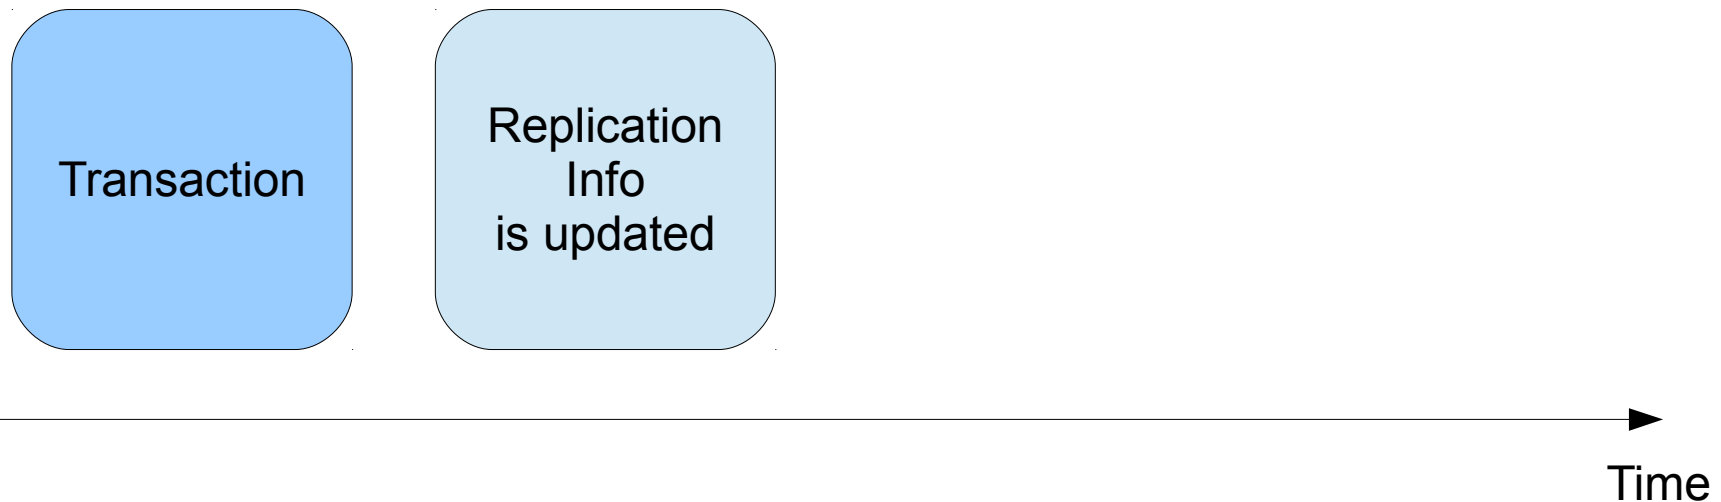 Transaction
Replication
Info
is updated
Time